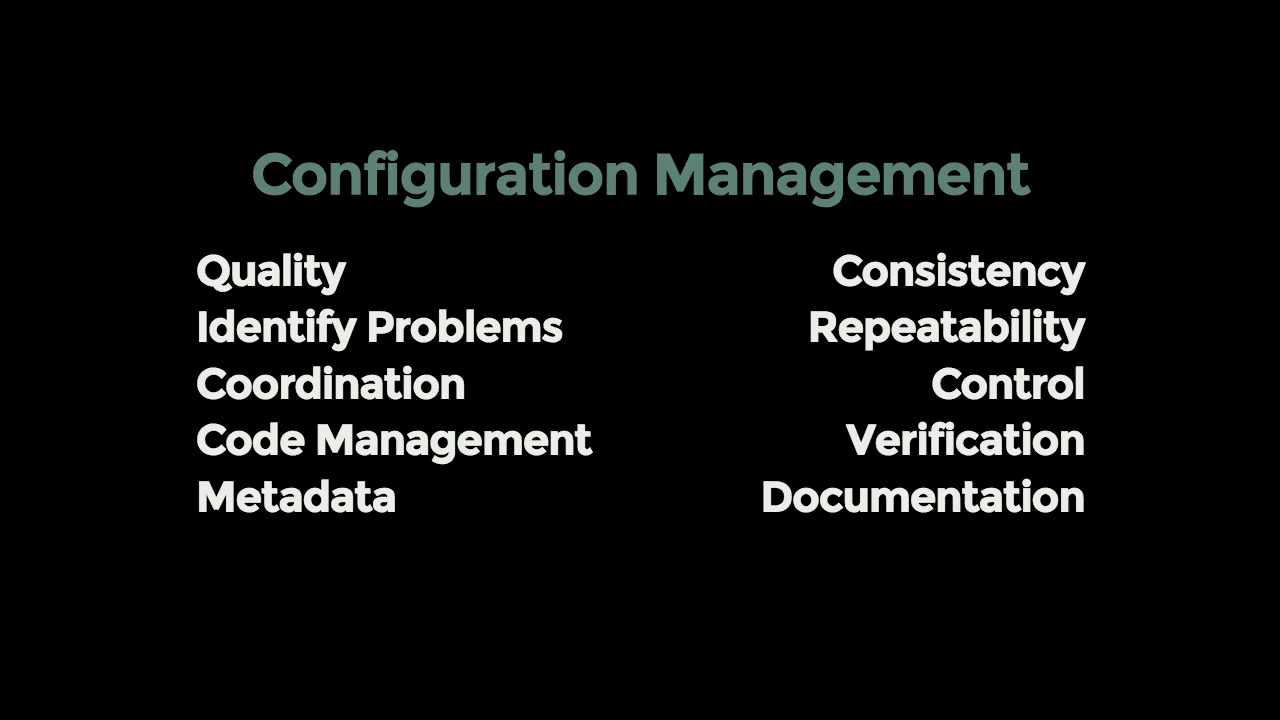 Configuration Management
Quality
Identify Problems
Coordination
Code Management
Metadata
Consistency
Repeatability
Control
Verification
Documentation